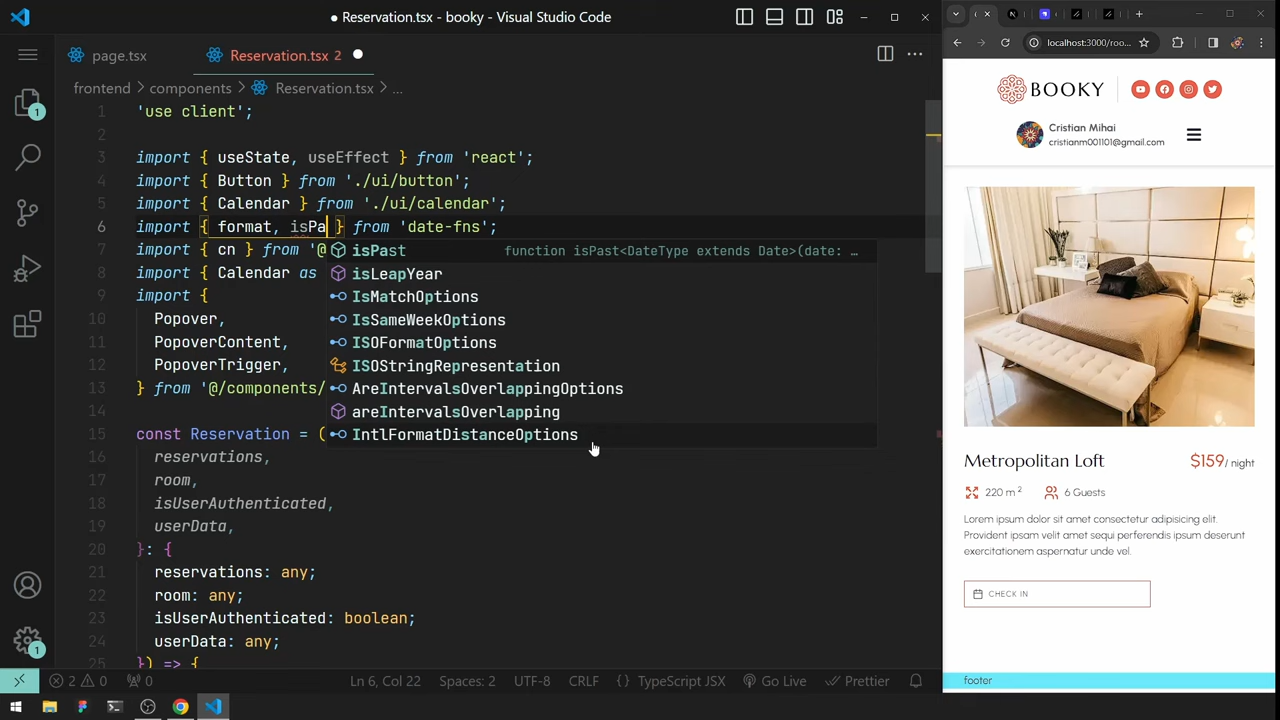 Reservation.tsx - booky - Visual Studio Code
page.tsx
Reservation.tsx 2
frontend > components > Reservation.tsx > ...
1 'use client';
2
3 import { useState, useEffect } from 'react';
4 import { Button } from './ui/button';
5 import { Calendar } from './ui/calendar';
6 import { format, isPa } from 'date-fns';
7 import { cn } from '@
8 import { Calendar as
9 import {
10 Popover,
11 PopoverContent,
12 PopoverTrigger,
13 } from '@/components/
14
15 const Reservation = (
16 reservations,
17 room,
18 isUserAuthenticated,
19 userData,
20 }: {
21 reservations: any;
22 room: any;
23 isUserAuthenticated: boolean;
24 userData: any;
25 }) => {
isPast function isPast<DateType extends Date>(date: …
isLeapYear
IsMatchOptions
IsSameWeekOptions
ISOFormatOptions
ISOStringRepresentation
AreIntervalsOverlappingOptions
areIntervalsOverlapping
IntlFormatDistanceOptions
1
1
2 0 0 Ln 6, Col 22 Spaces: 2 UTF-8 CRLF {} TypeScript JSX Go Live Prettier
localhost:3000/roo...
BOOKY
Cristian Mihai
cristianm001101@gmail.com
Metropolitan Loft $159/ night
220 m 2 6 Guests
Lorem ipsum dolor sit amet consectetur adipisicing elit.
Provident ipsam velit amet sequi perferendis ipsum deserunt
exercitationem aspernatur unde vel.
CHECK IN
footer